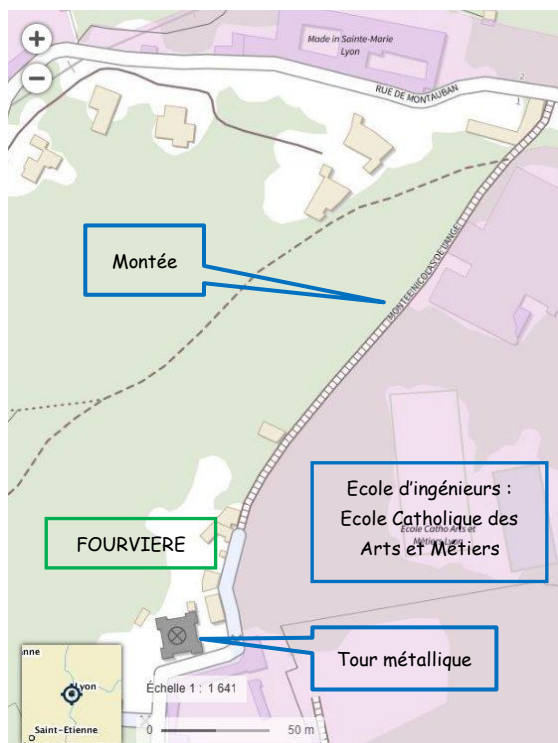 +
−
Made in Sainte-Marie
Lyon
RUE DE MONTAUBAN
2
1
Montée
MONTEE NICOLAS DE LANGE
Ecole d'ingénieurs :
Ecole Catholique des
Arts et Métiers
Ecole Catho Arts et
Métiers Lyon
FOURVIERE
Tour métallique
Échelle 1 : 1 641
0
50 m
anne
Lyon
Saint-Etienne